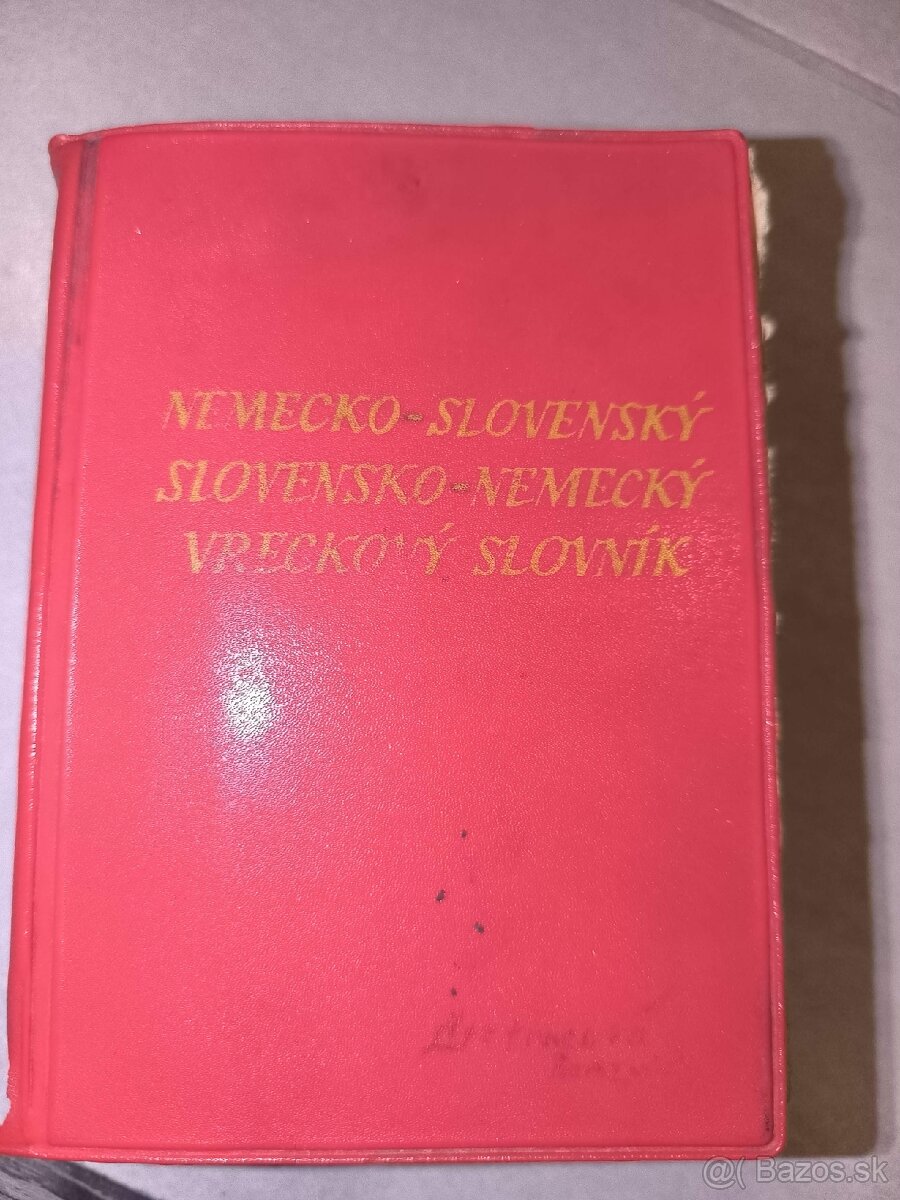 NEMECKO-SLOVENSKÝ
SLOVENSKO-NEMECKÝ
VRECKOVÝ SLOVNÍK
@( Bazos.sk